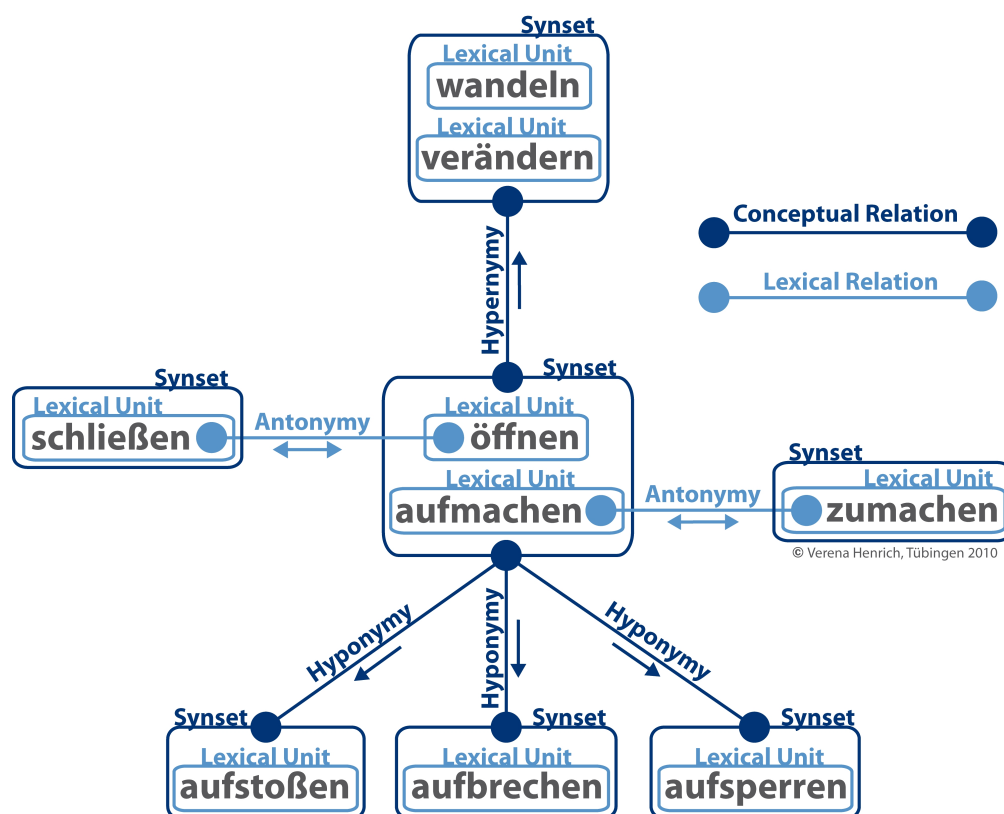 Synset
Lexical Unit
wandeln
Lexical Unit
verändern
Hypernymy
Conceptual Relation
Lexical Relation
Synset
Lexical Unit
schließen
Antonymy
Synset
Lexical Unit
öffnen
Lexical Unit
aufmachen
Antonymy
Synset
Lexical Unit
zumachen
© Verena Henrich, Tübingen 2010
Hyponymy
Hyponymy
Hyponymy
Synset
Lexical Unit
aufstoßen
Synset
Lexical Unit
aufbrechen
Synset
Lexical Unit
aufsperren